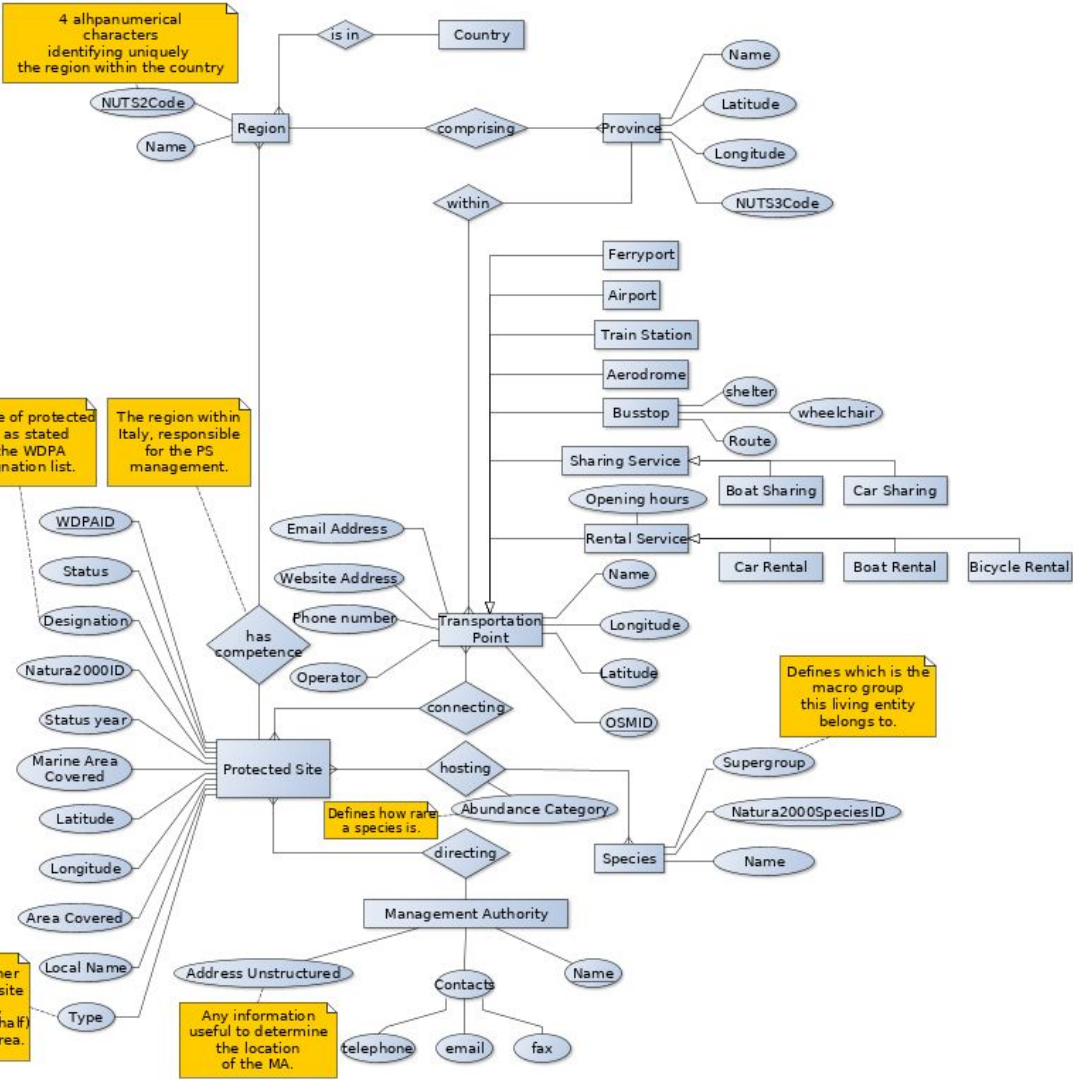 4 alhpanumerical
characters
identifying uniquely
the region within the country
is in
Country
NUTS2Code
Name
Region
comprising
Province
Name
Latitude
Longitude
NUTS3Code
within
Ferryport
Airport
Train Station
Aerodrome
Busstop
shelter
wheelchair
Route
Sharing Service
Boat Sharing
Car Sharing
Opening hours
Rental Service
Car Rental
Boat Rental
Bicycle Rental
of protected
as stated
WDPA
list.
The region within
Italy, responsible
for the PS
management.
WDPAID
Status
Designation
Natura2000ID
Status year
Marine Area
Covered
Latitude
Longitude
Area Covered
Local Name
Type
has
competence
Email Address
Website Address
Phone number
Operator
Transportation
Point
Name
Longitude
Latitude
OSMID
connecting
Protected Site
hosting
Abundance Category
Defines how rare
a species is.
Defines which is the
macro group
this living entity
belongs to.
Supergroup
Natura2000SpeciesID
Name
Species
directing
Management Authority
Address Unstructured
Contacts
Name
telephone
email
fax
Any information
useful to determine
the location
of the MA.
site
half)